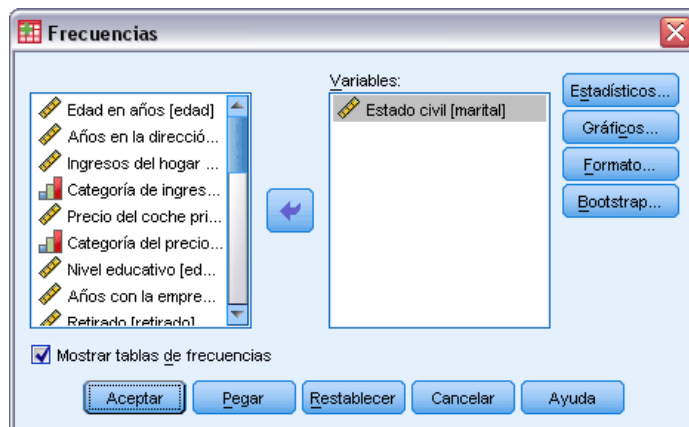 Frecuencias
Edad en años [edad]
Años en la direcció...
Ingresos del hogar ...
Categoría de ingres...
Precio del coche pri...
Categoría del precio...
Nivel educativo [ed...
Años con la empre...
Retirado [retirado]
Variables:
Estado civil [marital]
Estadísticos...
Gráficos...
Formato...
Bootstrap...
Mostrar tablas de frecuencias
Aceptar Pegar Restablecer Cancelar Ayuda